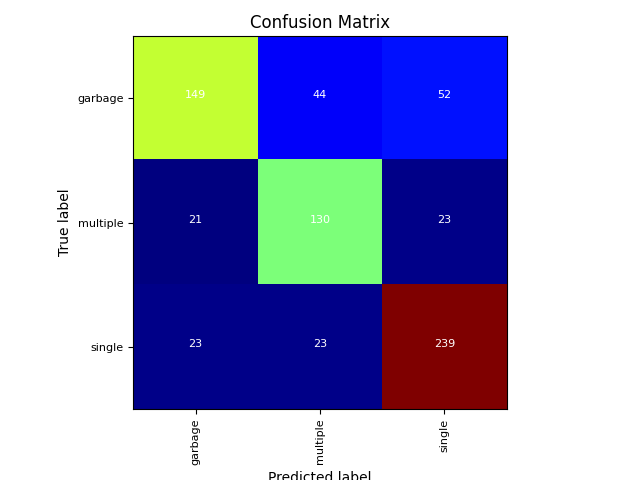 Confusion Matrix
garbage 149 44 52
multiple 21 130 23
single 23 23 239
garbage multiple single
True label
Predicted label